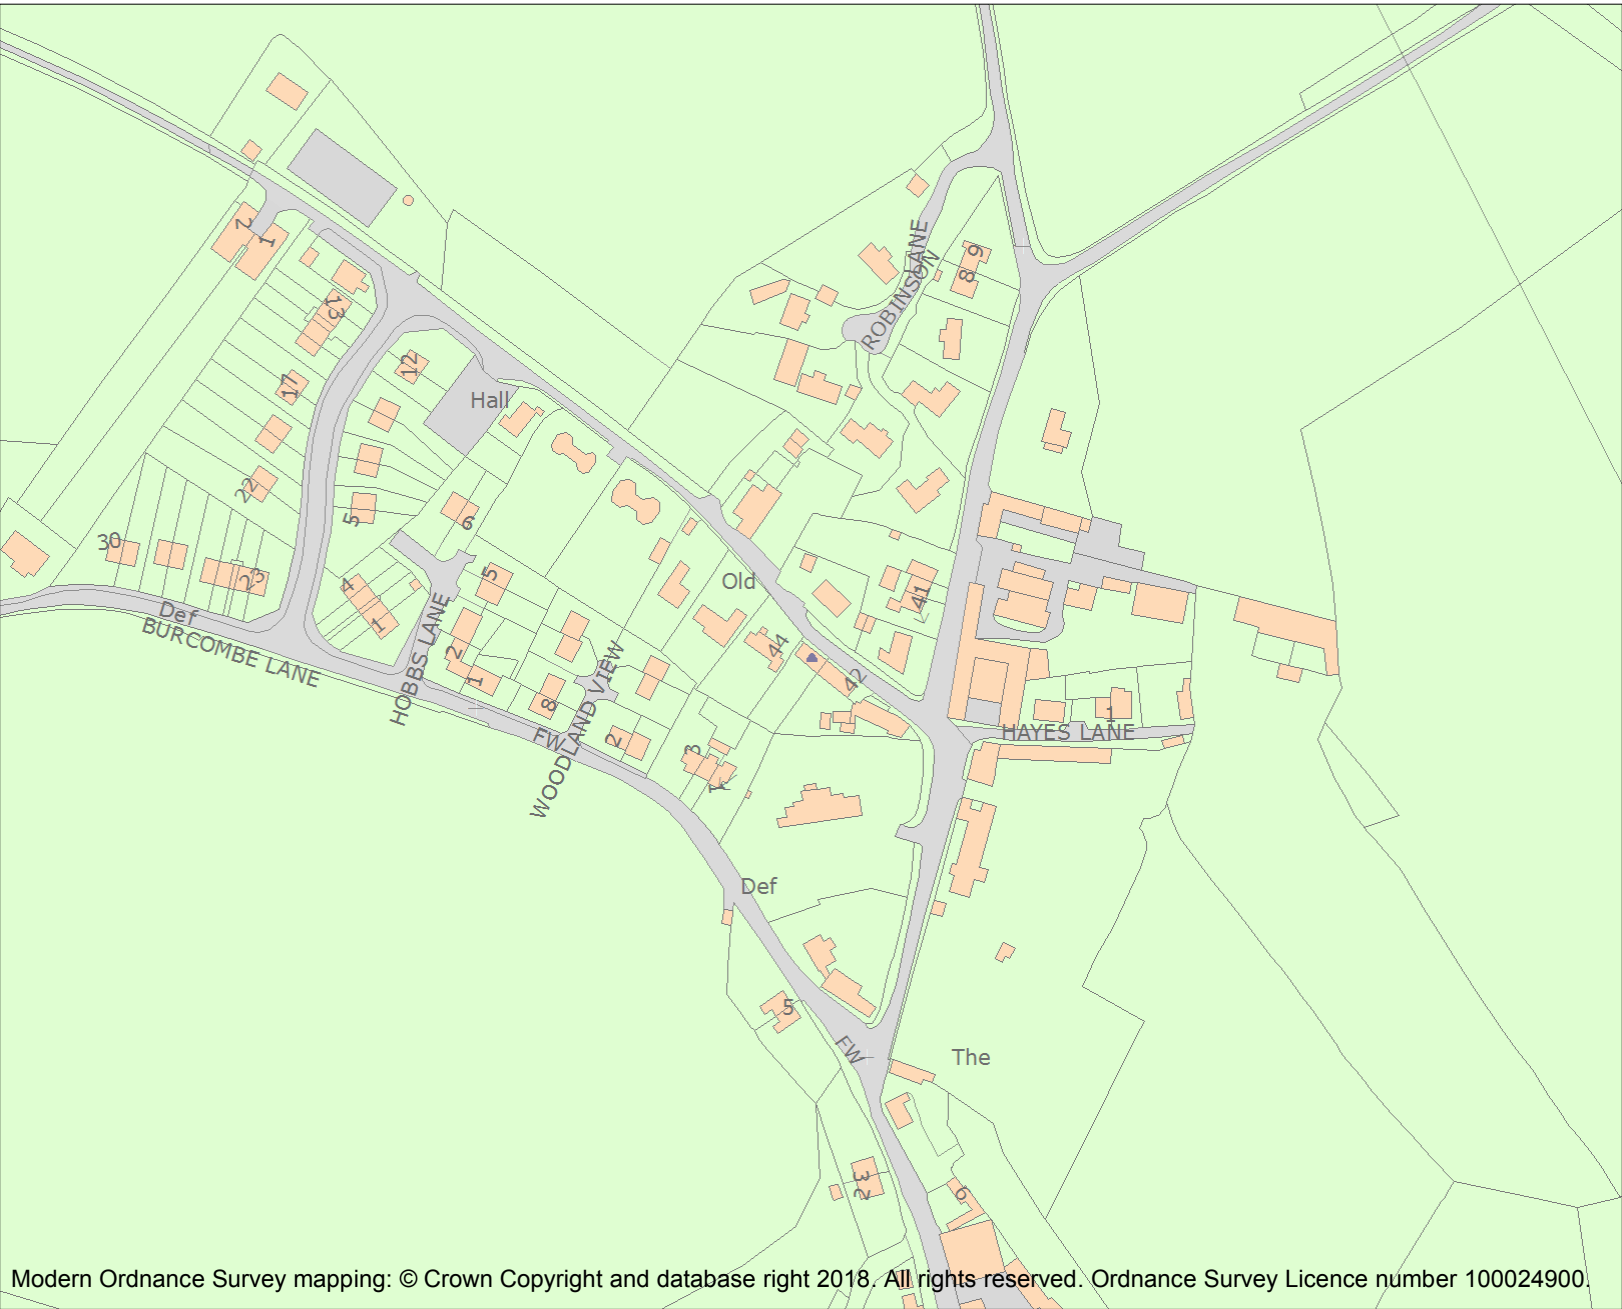 2
1
ROBINSON
LANE
9
8
13
12
17
Hall
22
5
6
30
23
4
1
5
Old
41
Def
BURCOMBE LANE
HOBBS LANE
2
1
8
WOODLAND VIEW
44
42
FW
2
3
1
1
HAYES LANE
Def
5
FW
The
3
2
6
Modern Ordnance Survey mapping: © Crown Copyright and database right 2018. All rights reserved. Ordnance Survey Licence number 100024900.